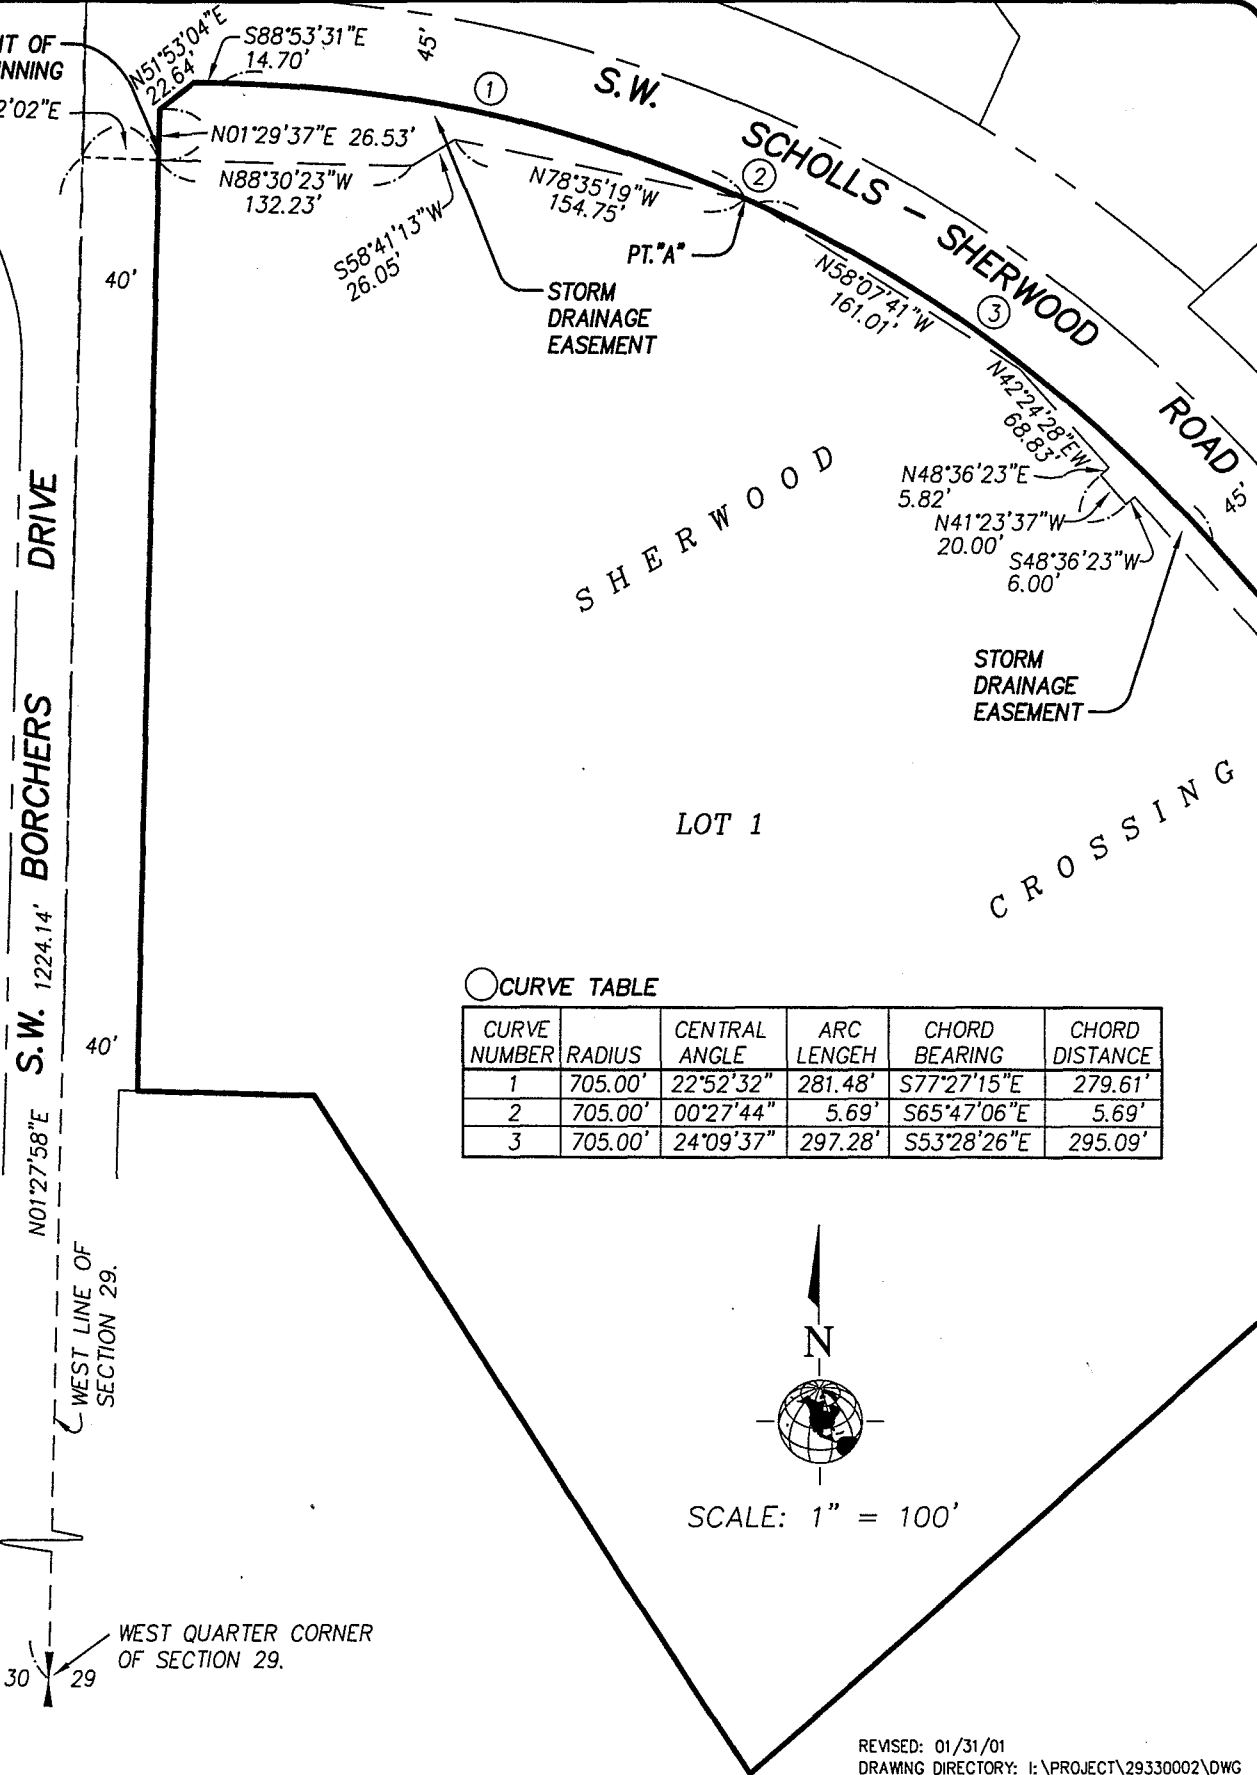 N51°53'04"E
22.64'
S88°53'31"E
14.70'
45'
N01°29'37"E 26.53'
N88°30'23"W
132.23'
S58°41'13"W
26.05'
N78°35'19"W
154.75'
1
2
3
PT."A"
STORM
DRAINAGE
EASEMENT
N58°07'41"W
161.01'
S.W. SCHOLLS - SHERWOOD ROAD
N42°24'28"EW
68.83'
N48°36'23"E
5.82'
N41°23'37"W
20.00'
S48°36'23"W
6.00'
45'
STORM
DRAINAGE
EASEMENT
40'
SHERWOOD
CROSSING
LOT 1
S.W. BORCHERS DRIVE
N01°27'58"E 1224.14'
40'
WEST LINE OF
SECTION 29.
CURVE TABLE
CURVE NUMBER RADIUS CENTRAL ANGLE ARC LENGEH CHORD BEARING CHORD DISTANCE
1 705.00' 22°52'32" 281.48' S77°27'15"E 279.61'
2 705.00' 00°27'44" 5.69' S65°47'06"E 5.69'
3 705.00' 24°09'37" 297.28' S53°28'26"E 295.09'
N
SCALE: 1" = 100'
WEST QUARTER CORNER
OF SECTION 29.
30 29
REVISED: 01/31/01
DRAWING DIRECTORY: I:\PROJECT\29330002\DWG